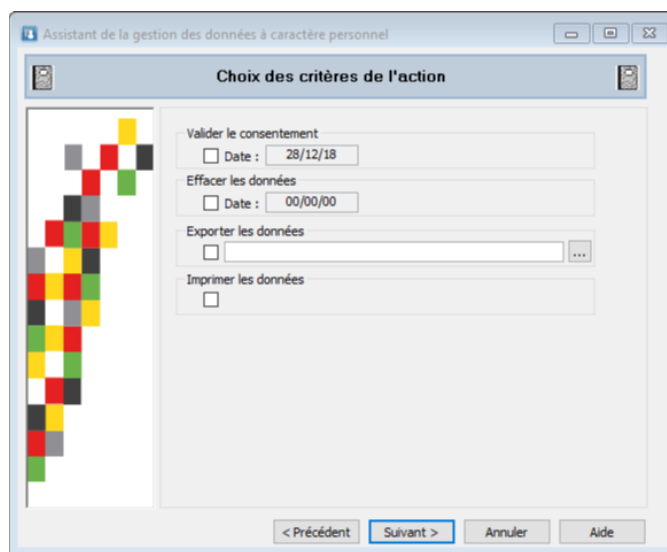 Assistant de la gestion des données à caractère personnel
Choix des critères de l'action
Valider le consentement
Date : 28/12/18
Effacer les données
Date : 00/00/00
Exporter les données
...
Imprimer les données
< Précédent Suivant > Annuler Aide